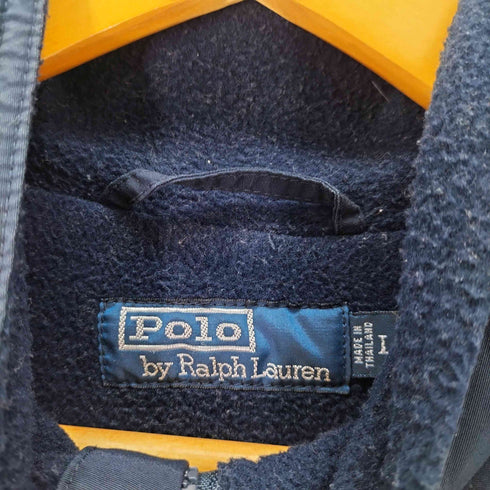 Polo
by Ralph Lauren
MADE IN
THAILAND